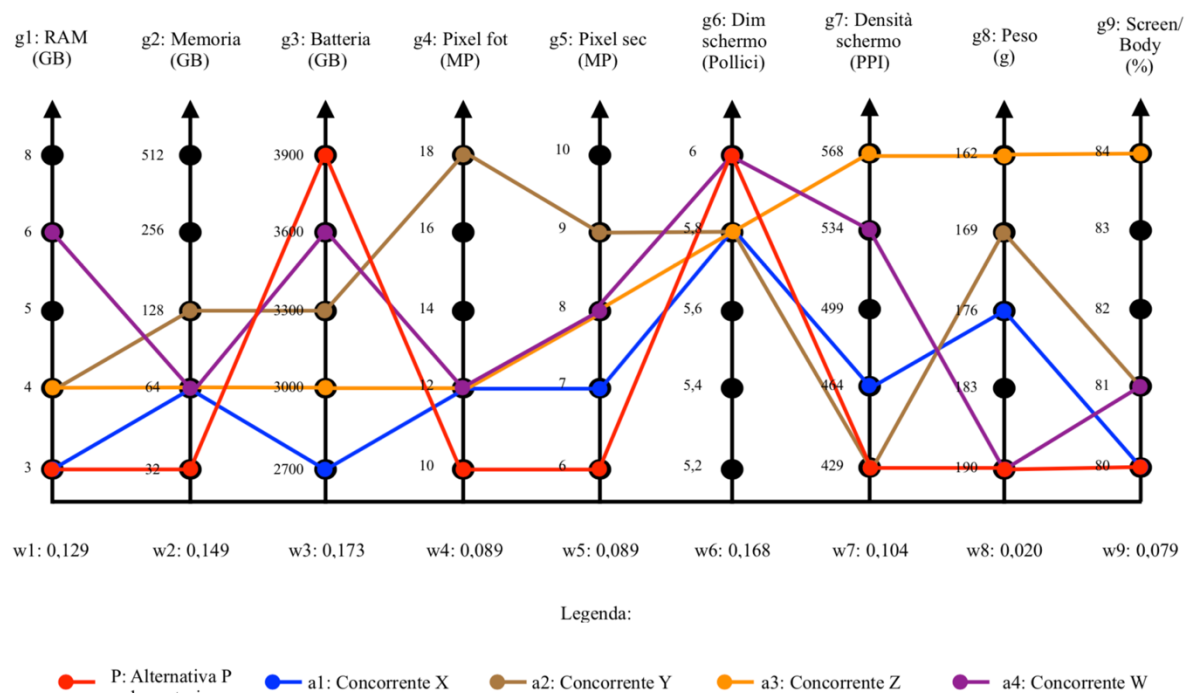 g1: RAM
(GB)
g2: Memoria
(GB)
g3: Batteria
(GB)
g4: Pixel fot
(MP)
g5: Pixel sec
(MP)
g6: Dim
schermo
(Pollici)
g7: Densità
schermo
(PPI)
g8: Peso
(g)
g9: Screen/
Body
(%)
8
512
3900
18
10
6
568
162
84
6
256
3600
16
9
5,8
534
169
83
5
128
3300
14
8
5,6
499
176
82
4
64
3000
12
7
5,4
464
183
81
3
32
2700
10
6
5,2
429
190
80
w1: 0,129
w2: 0,149
w3: 0,173
w4: 0,089
w5: 0,089
w6: 0,168
w7: 0,104
w8: 0,020
w9: 0,079
Legenda:
P: Alternativa P
a1: Concorrente X
a2: Concorrente Y
a3: Concorrente Z
a4: Concorrente W